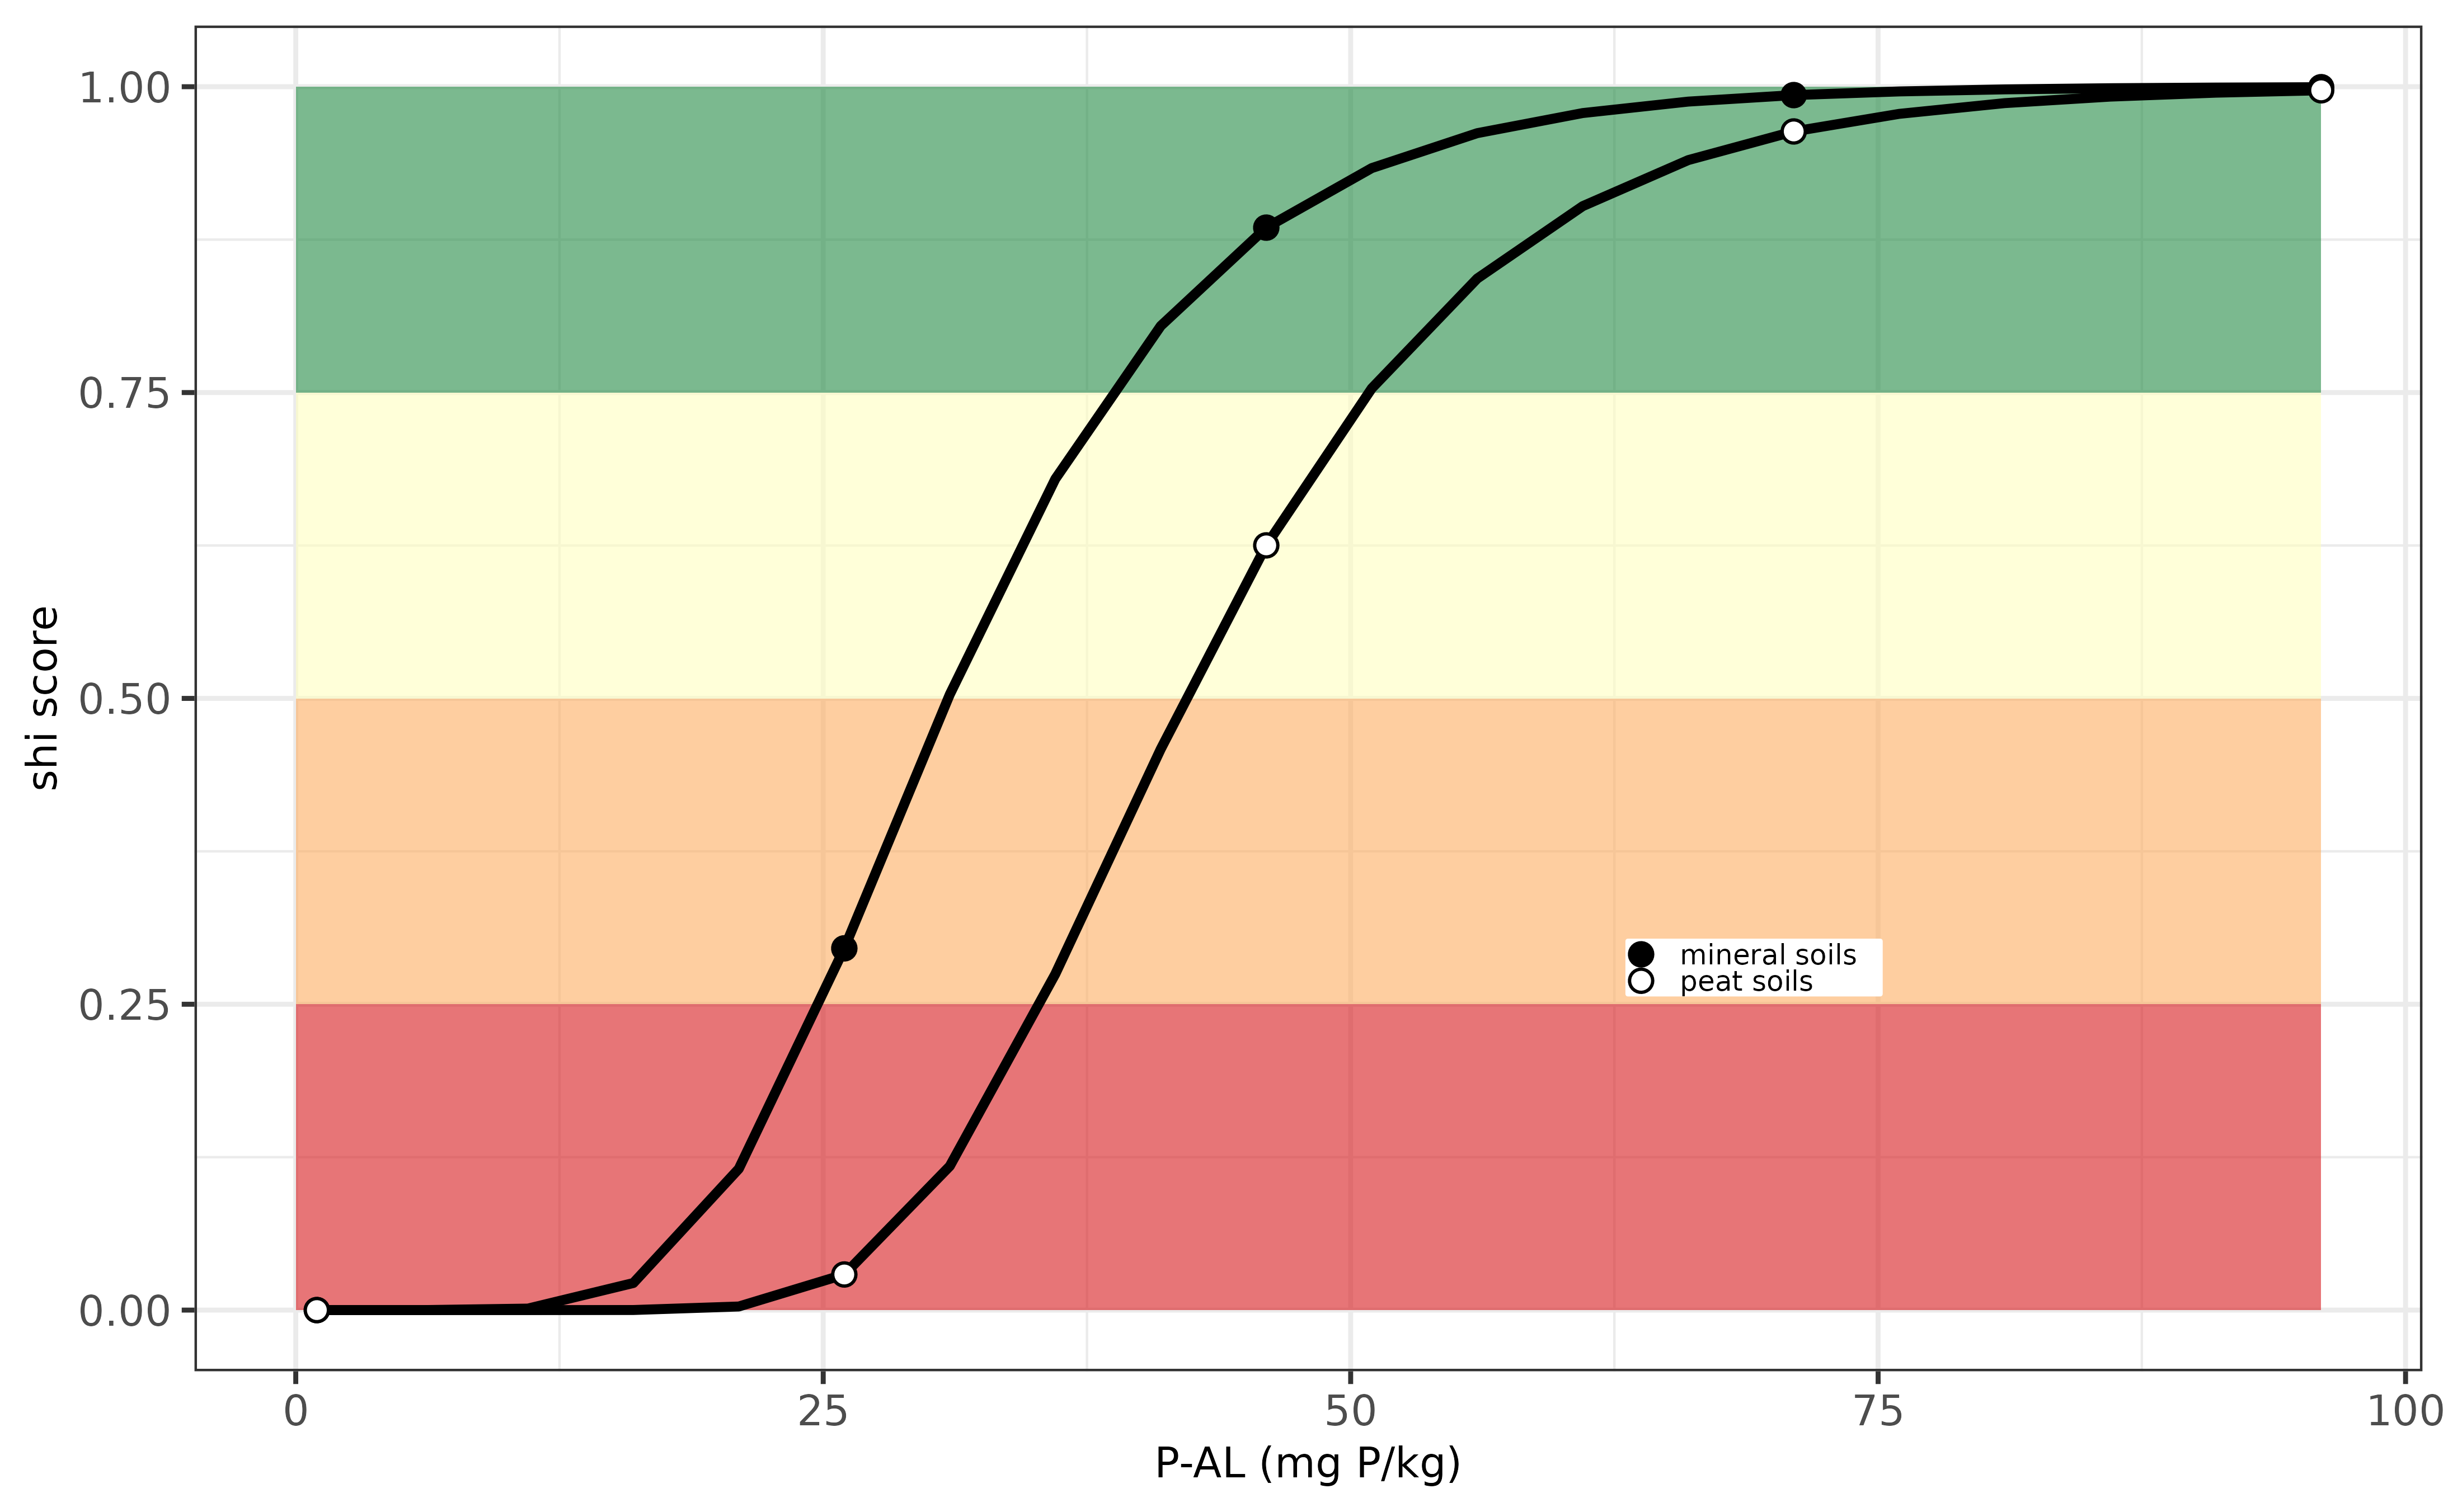 1.00
0.75
0.50
0.25
0.00
shi score
mineral soils
peat soils
0 25 50 75 100
P-AL (mg P/kg)